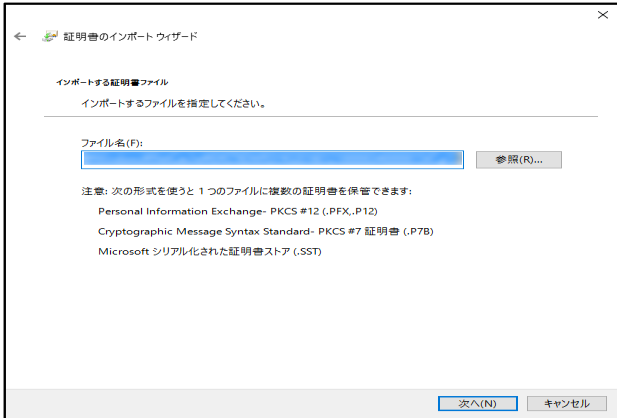 証明書のインポート ウィザード
インポートする証明書ファイル
インポートするファイルを指定してください。
ファイル名(F):
参照(R)...
注意: 次の形式を使うと 1 つのファイルに複数の証明書を保管できます:
Personal Information Exchange- PKCS #12 (.PFX,.P12)
Cryptographic Message Syntax Standard- PKCS #7 証明書 (.P7B)
Microsoft シリアル化された証明書ストア (.SST)
次へ(N)
キャンセル